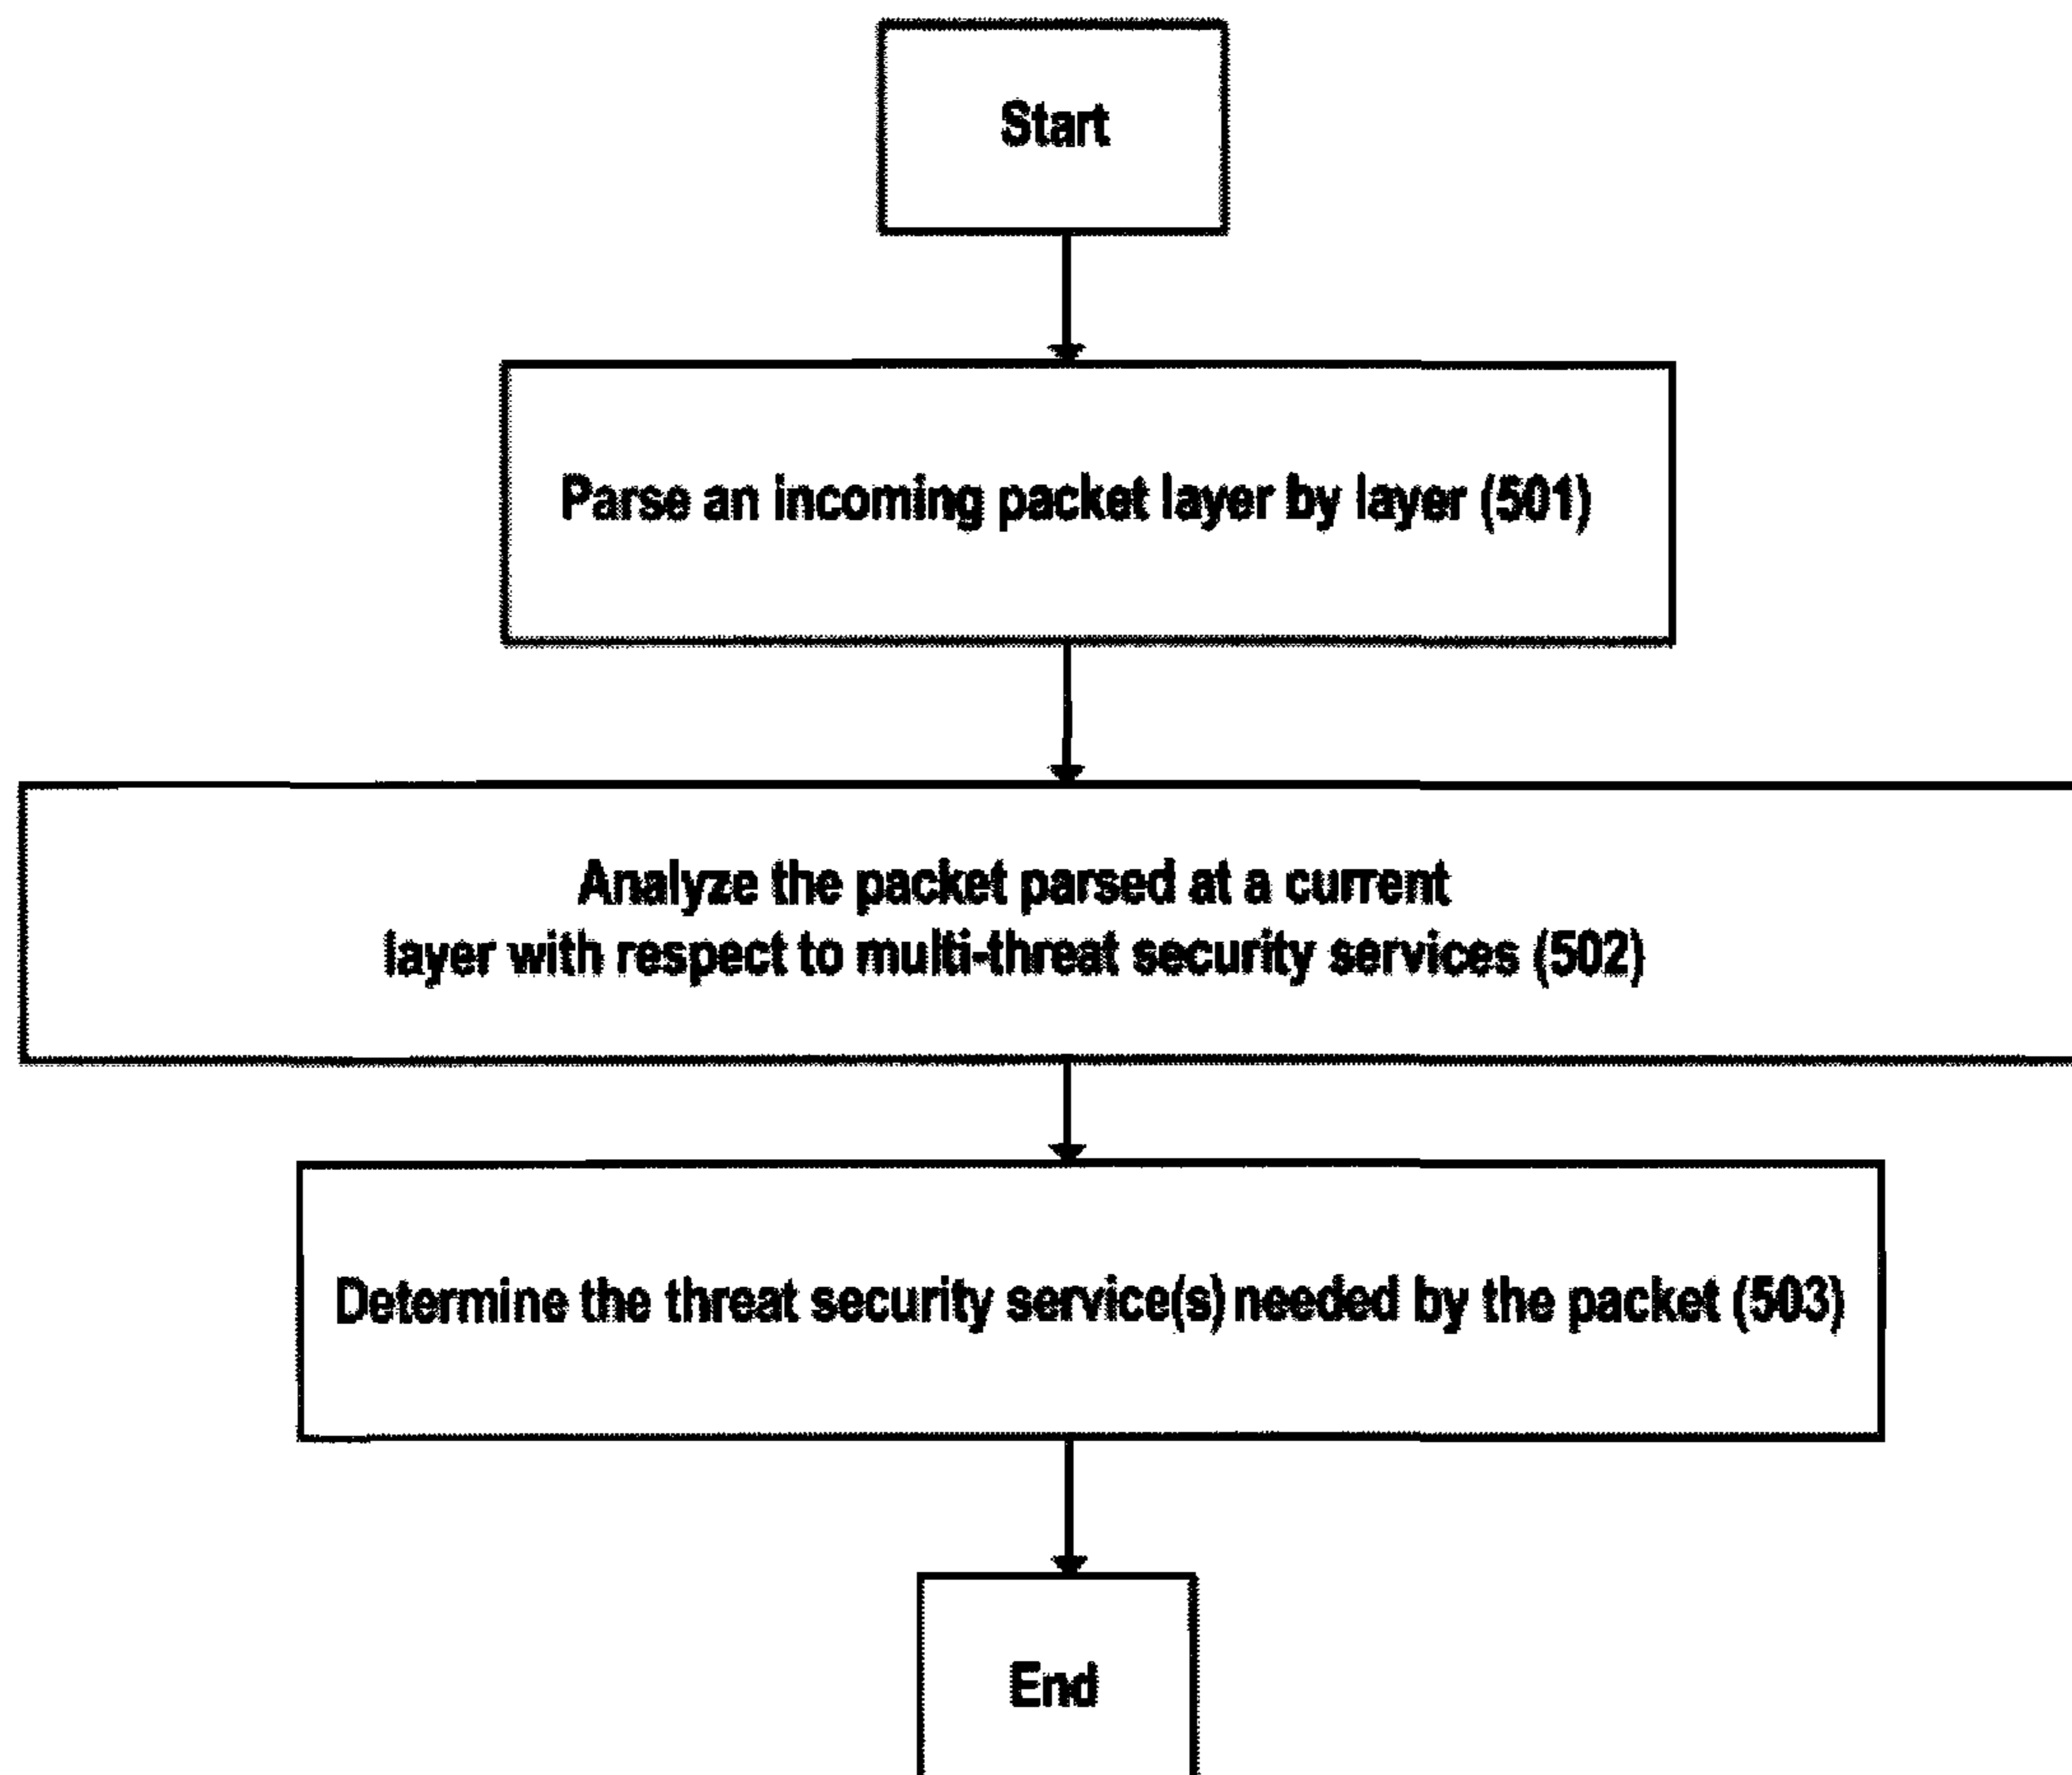 Start
Parse an incoming packet layer by layer (501)
Analyze the packet parsed at a current
layer with respect to multi-threat security services (502)
Determine the threat security service(s) needed by the packet (503)
End